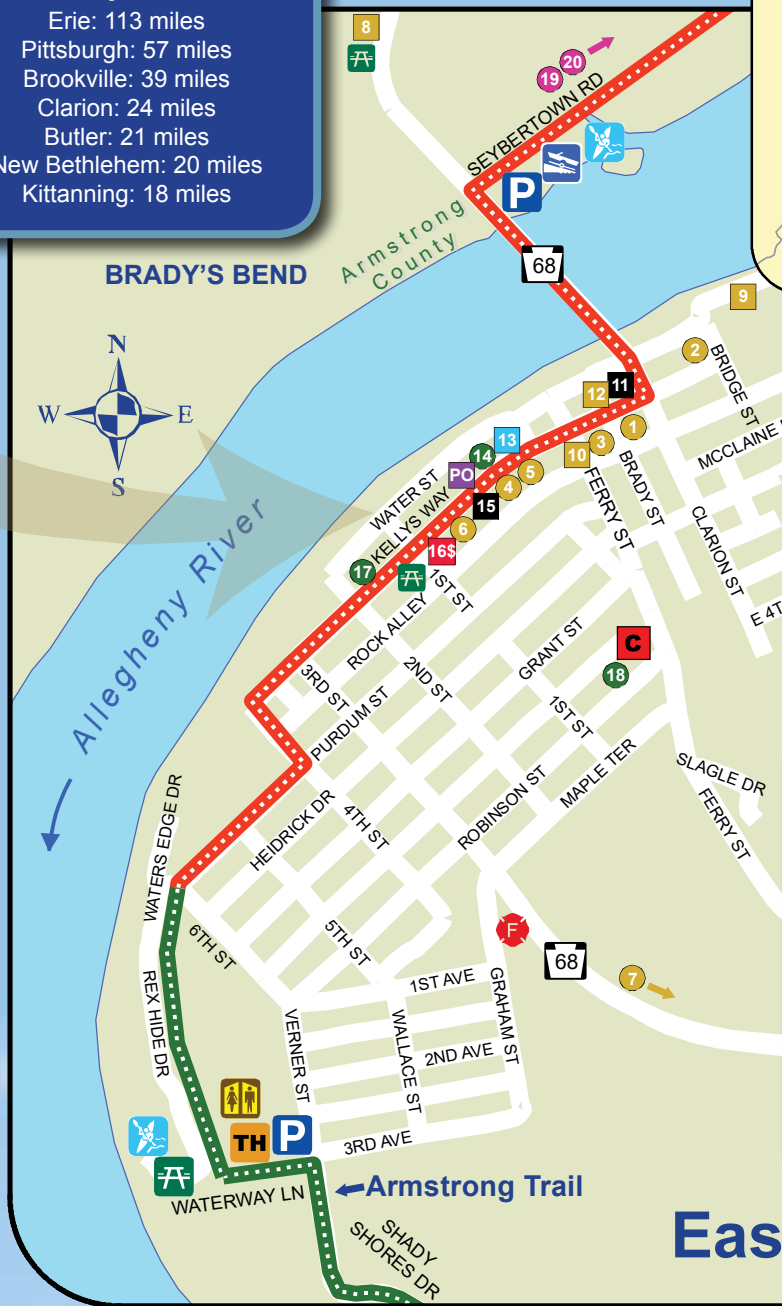 Erie: 113 miles
Pittsburgh: 57 miles
Brookville: 39 miles
Clarion: 24 miles
Butler: 21 miles
New Bethlehem: 20 miles
Kittanning: 18 miles
8
20
19
SEYBERTOWN RD
P
Armstrong
County
68
BRADY'S BEND
9
N
W
E
S
2
BRIDGE ST
11
12
1
MCCLAINE
13
3
14
10
5
BRADY ST
PO
4
FERRY ST
WATER ST
15
CLARION ST
KELLYS WAY
6
16$
17
1ST ST
E 4T
Allegheny River
ROCK ALLEY
GRANT ST
C
18
2ND ST
3RD ST
1ST ST
PURDUM ST
MAPLE TER
SLAGLE DR
ROBINSON ST
FERRY ST
HEIDRICK DR
4TH ST
WATERS EDGE DR
6TH ST
5TH ST
F
68
7
1ST AVE
REX HIDE DR
VERNER ST
WALLACE ST
GRAHAM ST
2ND AVE
TH
P
3RD AVE
Armstrong Trail
WATERWAY LN
SHADY
SHORES DR
Eas